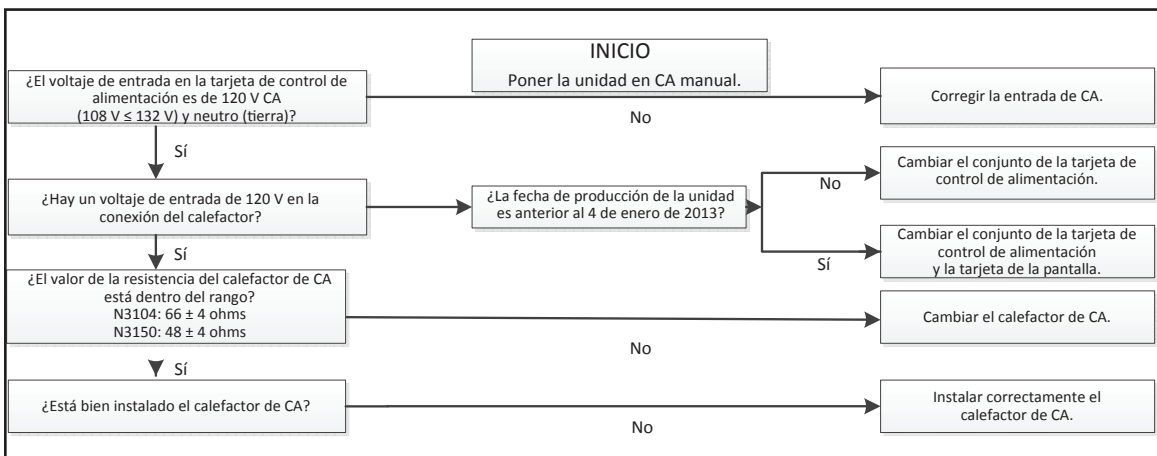 INICIO
Poner la unidad en CA manual.
¿El voltaje de entrada en la tarjeta de control de
alimentación es de 120 V CA
(108 V ≤ 132 V) y neutro (tierra)?
No
Corregir la entrada de CA.
Sí
¿Hay un voltaje de entrada de 120 V en la
conexión del calefactor?
¿La fecha de producción de la unidad
es anterior al 4 de enero de 2013?
No
Cambiar el conjunto de la tarjeta de
control de alimentación.
Sí
Cambiar el conjunto de la tarjeta de
control de alimentación
y la tarjeta de la pantalla.
Sí
¿El valor de la resistencia del calefactor de CA
está dentro del rango?
N3104: 66 ± 4 ohms
N3150: 48 ± 4 ohms
No
Cambiar el calefactor de CA.
Sí
¿Está bien instalado el calefactor de CA?
No
Instalar correctamente el
calefactor de CA.